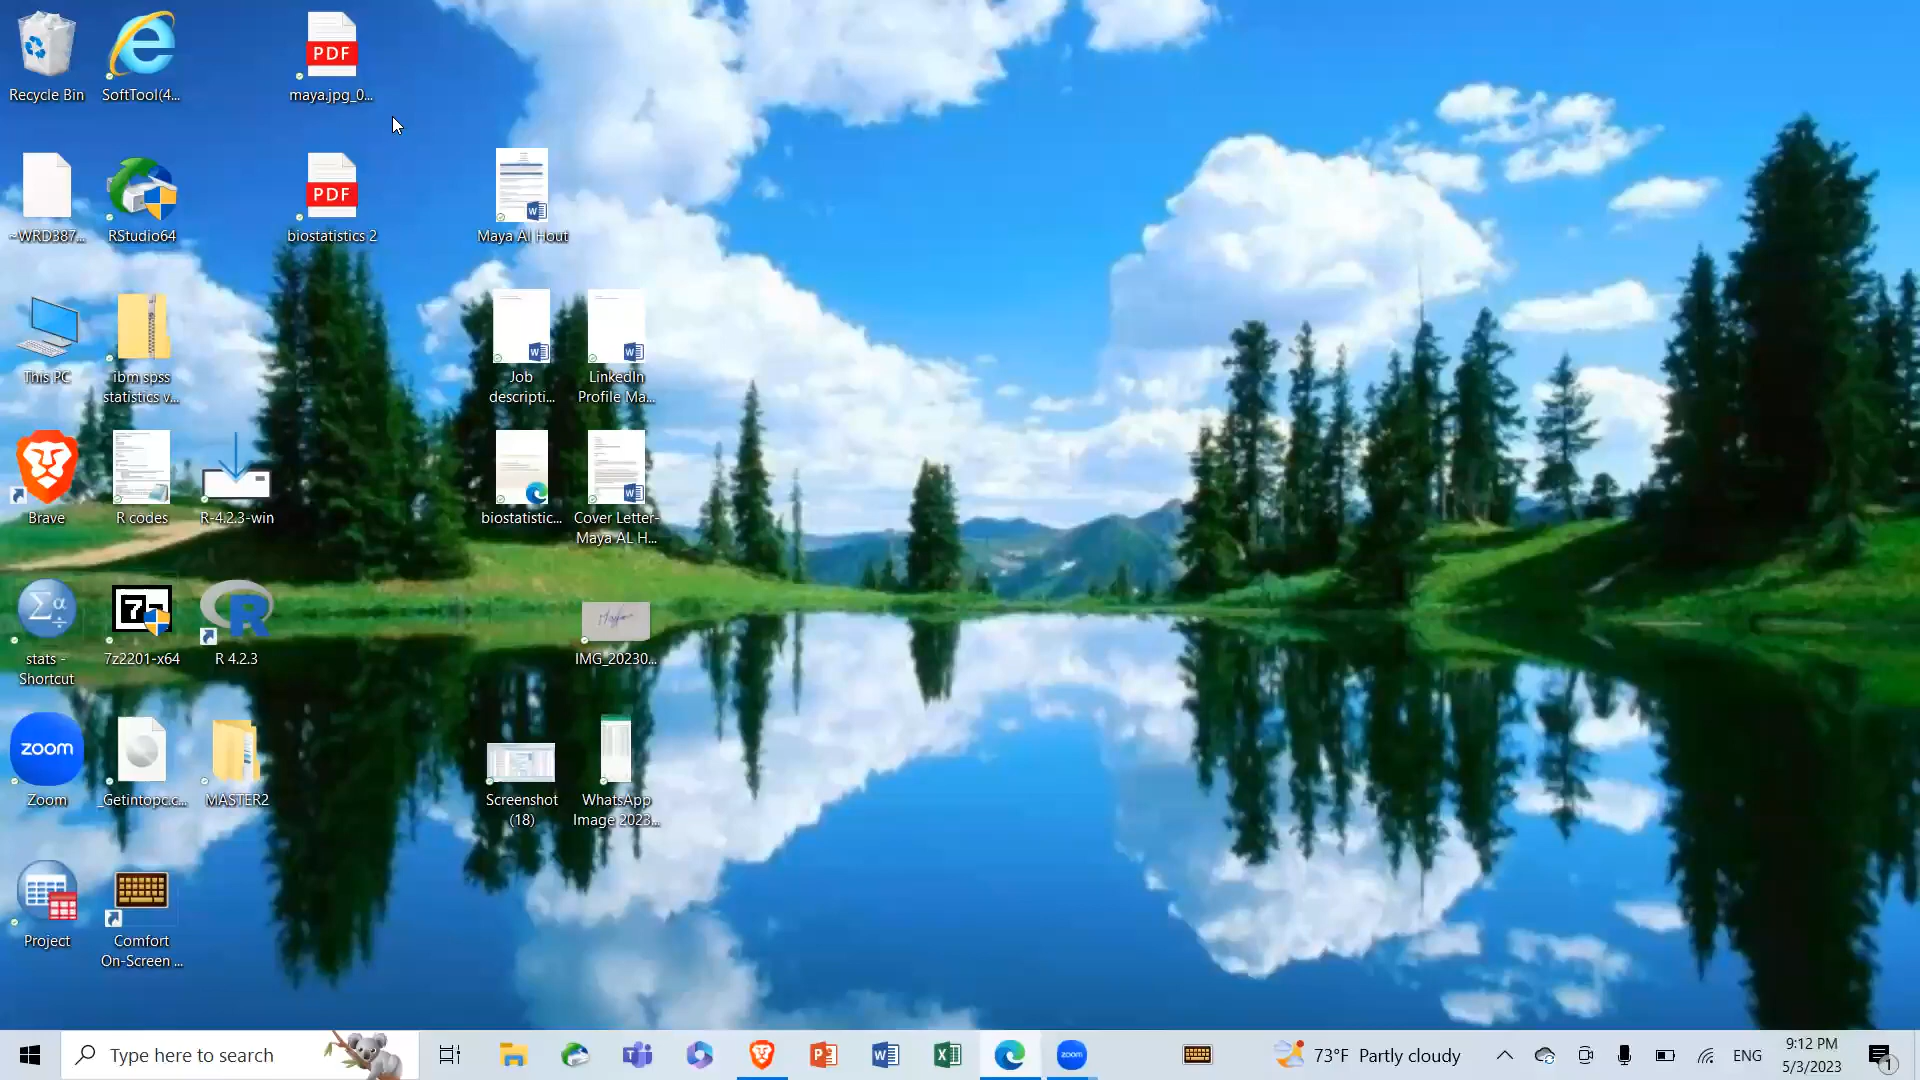 Recycle Bin
SoftTool(4...
PDF
maya.jpg_0...
~WRD387...
RStudio64
PDF
biostatistics 2
Maya Al Hout
This PC
ibm spss
statistics v...
Job
descripti...
LinkedIn
Profile Ma...
Brave
R codes
R-4.2.3-win
biostatistic...
Cover Letter-
Maya AL H...
stats -
Shortcut
7z2201-x64
R 4.2.3
IMG_20230...
zoom
Zoom
_Getintopc.c...
MASTER2
Screenshot
(18)
WhatsApp
Image 2023...
Project
Comfort
On-Screen ...
Type here to search
zoom
73°F Partly cloudy
ENG
9:12 PM
5/3/2023
1